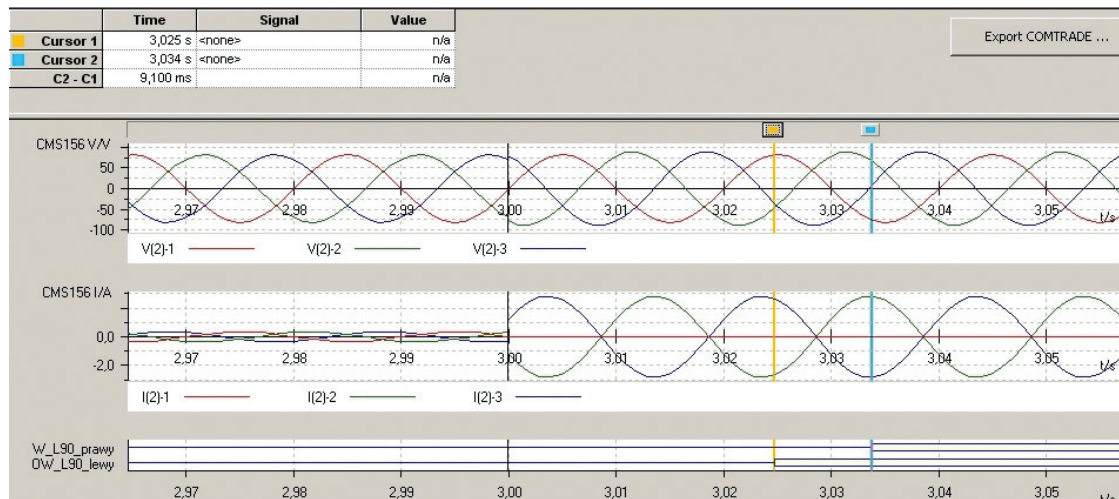 Time Signal Value
Cursor 1 3,025 s <none> n/a
Cursor 2 3,034 s <none> n/a
C2 - C1 9,100 ms n/a
Export COMTRADE ...
CMS156 V/V
50
0
-50
-100
2,97 2,98 2,99 3,00 3,01 3,02 3,03 3,04 3,05 t/s
V(2)-1 V(2)-2 V(2)-3
CMS156 I/A
0,0
-2,0
2,97 2,98 2,99 3,00 3,01 3,02 3,03 3,04 3,05 t/s
I(2)-1 I(2)-2 I(2)-3
W_L90_prawy
OW_L90_lewy
2,97 2,98 2,99 3,00 3,01 3,02 3,03 3,04 3,05 t/s